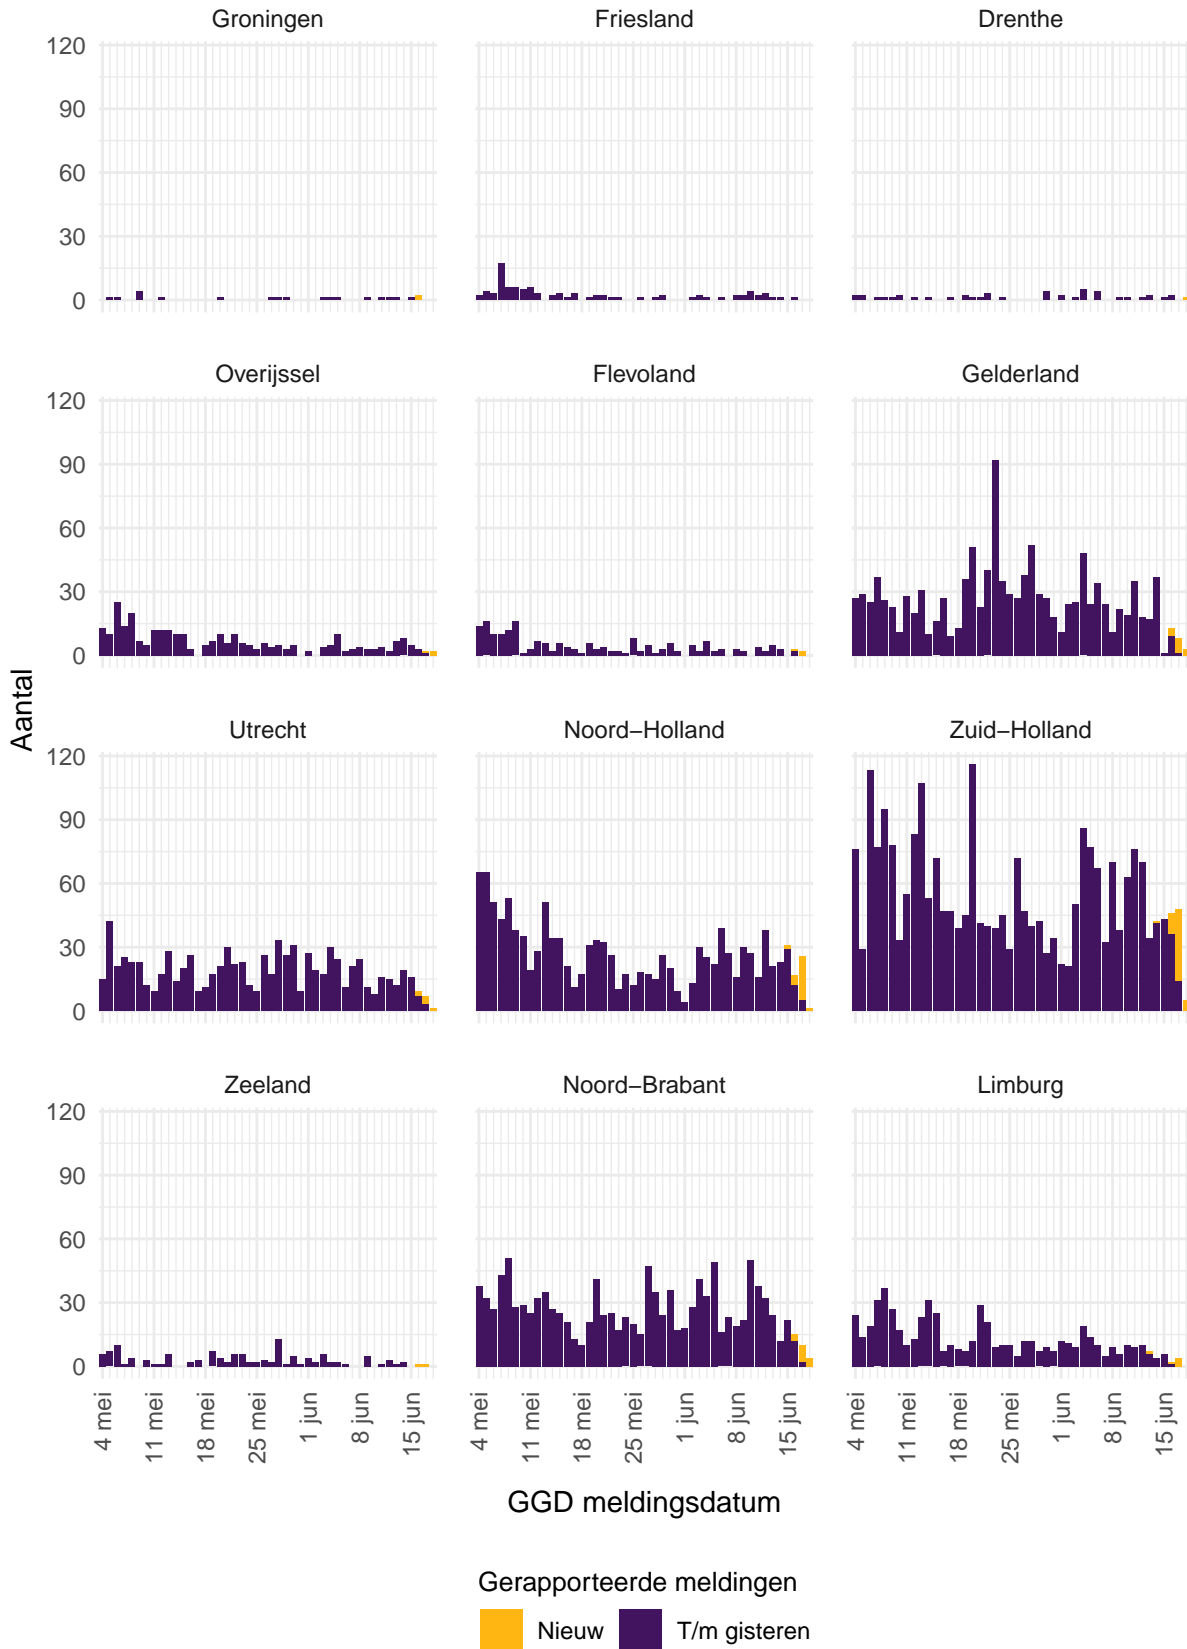 Groningen Friesland Drenthe
120
90
60
30
0
Overijssel Flevoland Gelderland
120
90
60
30
0
Aantal
Utrecht Noord−Holland Zuid−Holland
120
90
60
30
0
Zeeland Noord−Brabant Limburg
120
90
60
30
0
4 mei 11 mei 18 mei 25 mei 1 jun 8 jun 15 jun 4 mei 11 mei 18 mei 25 mei 1 jun 8 jun 15 jun 4 mei 11 mei 18 mei 25 mei 1 jun 8 jun 15 jun
GGD meldingsdatum
Gerapporteerde meldingen
Nieuw T/m gisteren